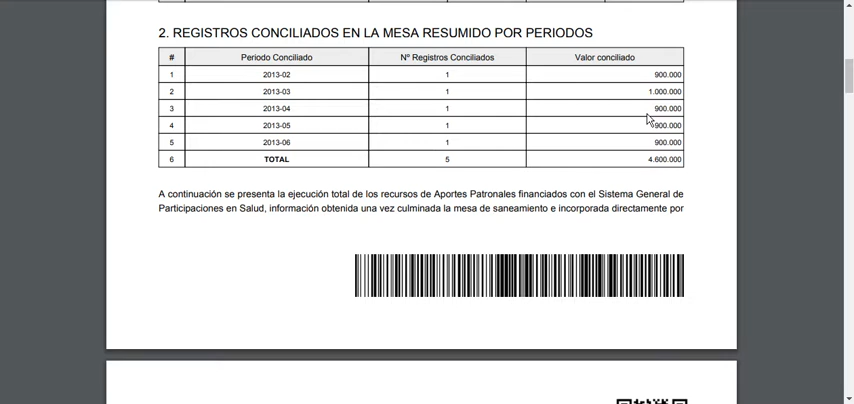 2. REGISTROS CONCILIADOS EN LA MESA RESUMIDO POR PERIODOS
# Periodo Conciliado Nº Registros Conciliados Valor conciliado
1 2013-02 1 900.000
2 2013-03 1 1.000.000
3 2013-04 1 900.000
4 2013-05 1 900.000
5 2013-06 1 900.000
6 TOTAL 5 4.600.000
A continuación se presenta la ejecución total de los recursos de Aportes Patronales financiados con el Sistema General de
Participaciones en Salud, información obtenida una vez culminada la mesa de saneamiento e incorporada directamente por